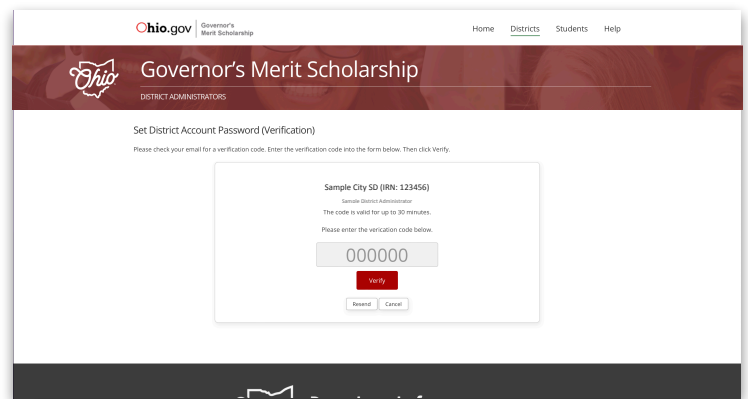 Ohio.gov
Governor's
Merit Scholarship
Home Districts Students Help
Ohio
Governor's Merit Scholarship
DISTRICT ADMINISTRATORS
Set District Account Password (Verification)
Please check your email for a verification code. Enter the verification code into the form below. Then click Verify.
Sample City SD (IRN: 123456)
Sample District Administrator
The code is valid for up to 30 minutes.
Please enter the verication code below.
000000
Verify
Resend Cancel